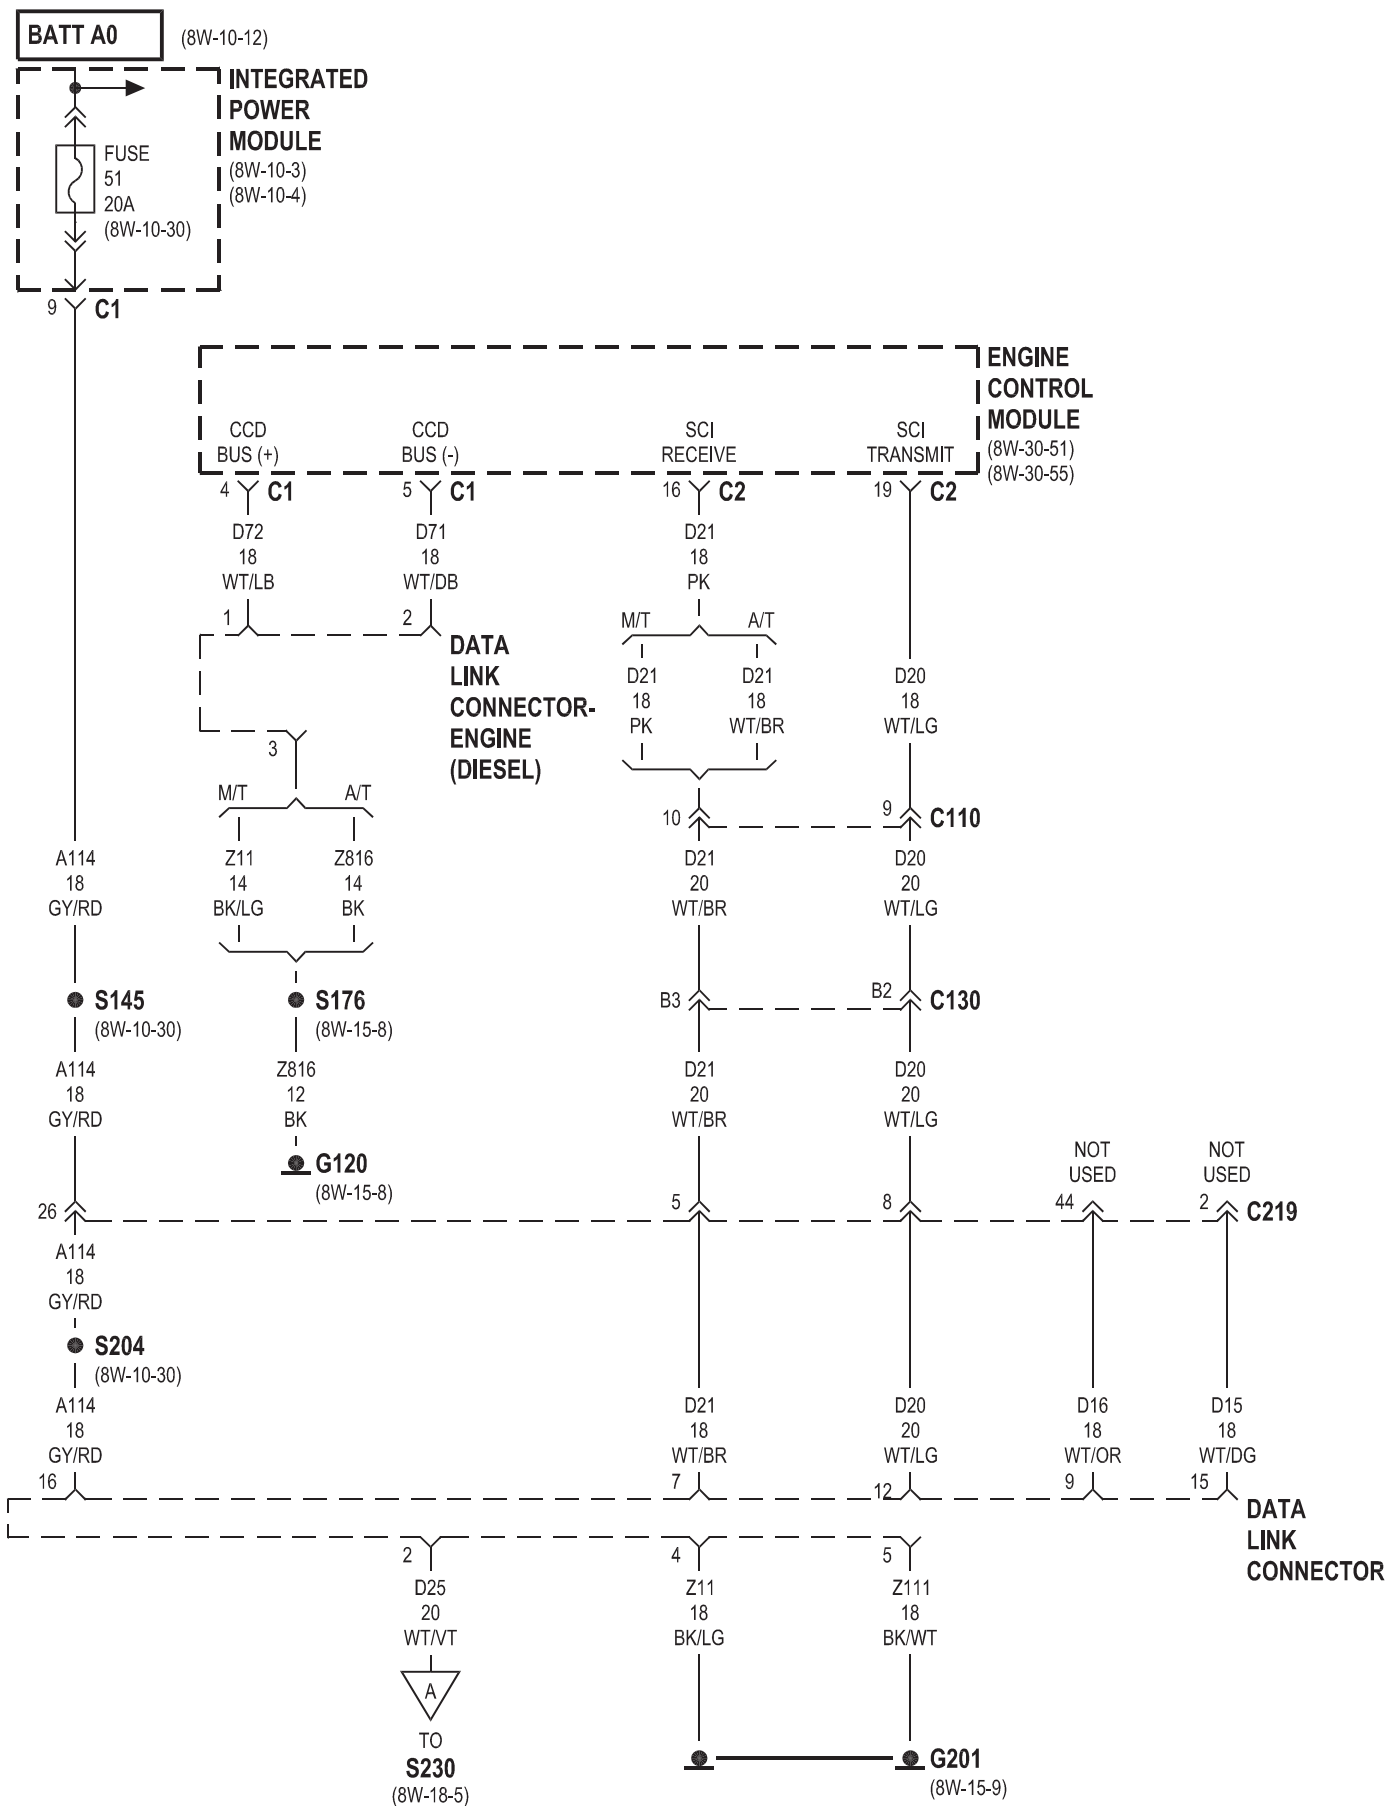 BATT A0
(8W-10-12)
INTEGRATED
POWER
MODULE
(8W-10-3)
(8W-10-4)
FUSE
51
20A
(8W-10-30)
9
C1
ENGINE
CONTROL
MODULE
(8W-30-51)
(8W-30-55)
CCD
BUS (+)
CCD
BUS (-)
SCI
RECEIVE
SCI
TRANSMIT
4
C1
5
C1
16
C2
19
C2
D72
18
WT/LB
D71
18
WT/DB
D21
18
PK
1
2
DATA
LINK
CONNECTOR-
ENGINE
(DIESEL)
M/T
A/T
D21
18
PK
D21
18
WT/BR
D20
18
WT/LG
3
M/T
A/T
10
9
C110
A114
18
GY/RD
Z11
14
BK/LG
Z816
14
BK
D21
20
WT/BR
D20
20
WT/LG
S145
(8W-10-30)
S176
(8W-15-8)
B3
B2
C130
A114
18
GY/RD
Z816
12
BK
D21
20
WT/BR
D20
20
WT/LG
G120
(8W-15-8)
NOT
USED
NOT
USED
26
5
8
44
2
C219
A114
18
GY/RD
S204
(8W-10-30)
A114
18
GY/RD
D21
18
WT/BR
D20
20
WT/LG
D16
18
WT/OR
D15
18
WT/DG
16
7
12
9
15
DATA
LINK
CONNECTOR
2
4
5
D25
20
WT/VT
Z11
18
BK/LG
Z111
18
BK/WT
A
TO
S230
(8W-18-5)
G201
(8W-15-9)